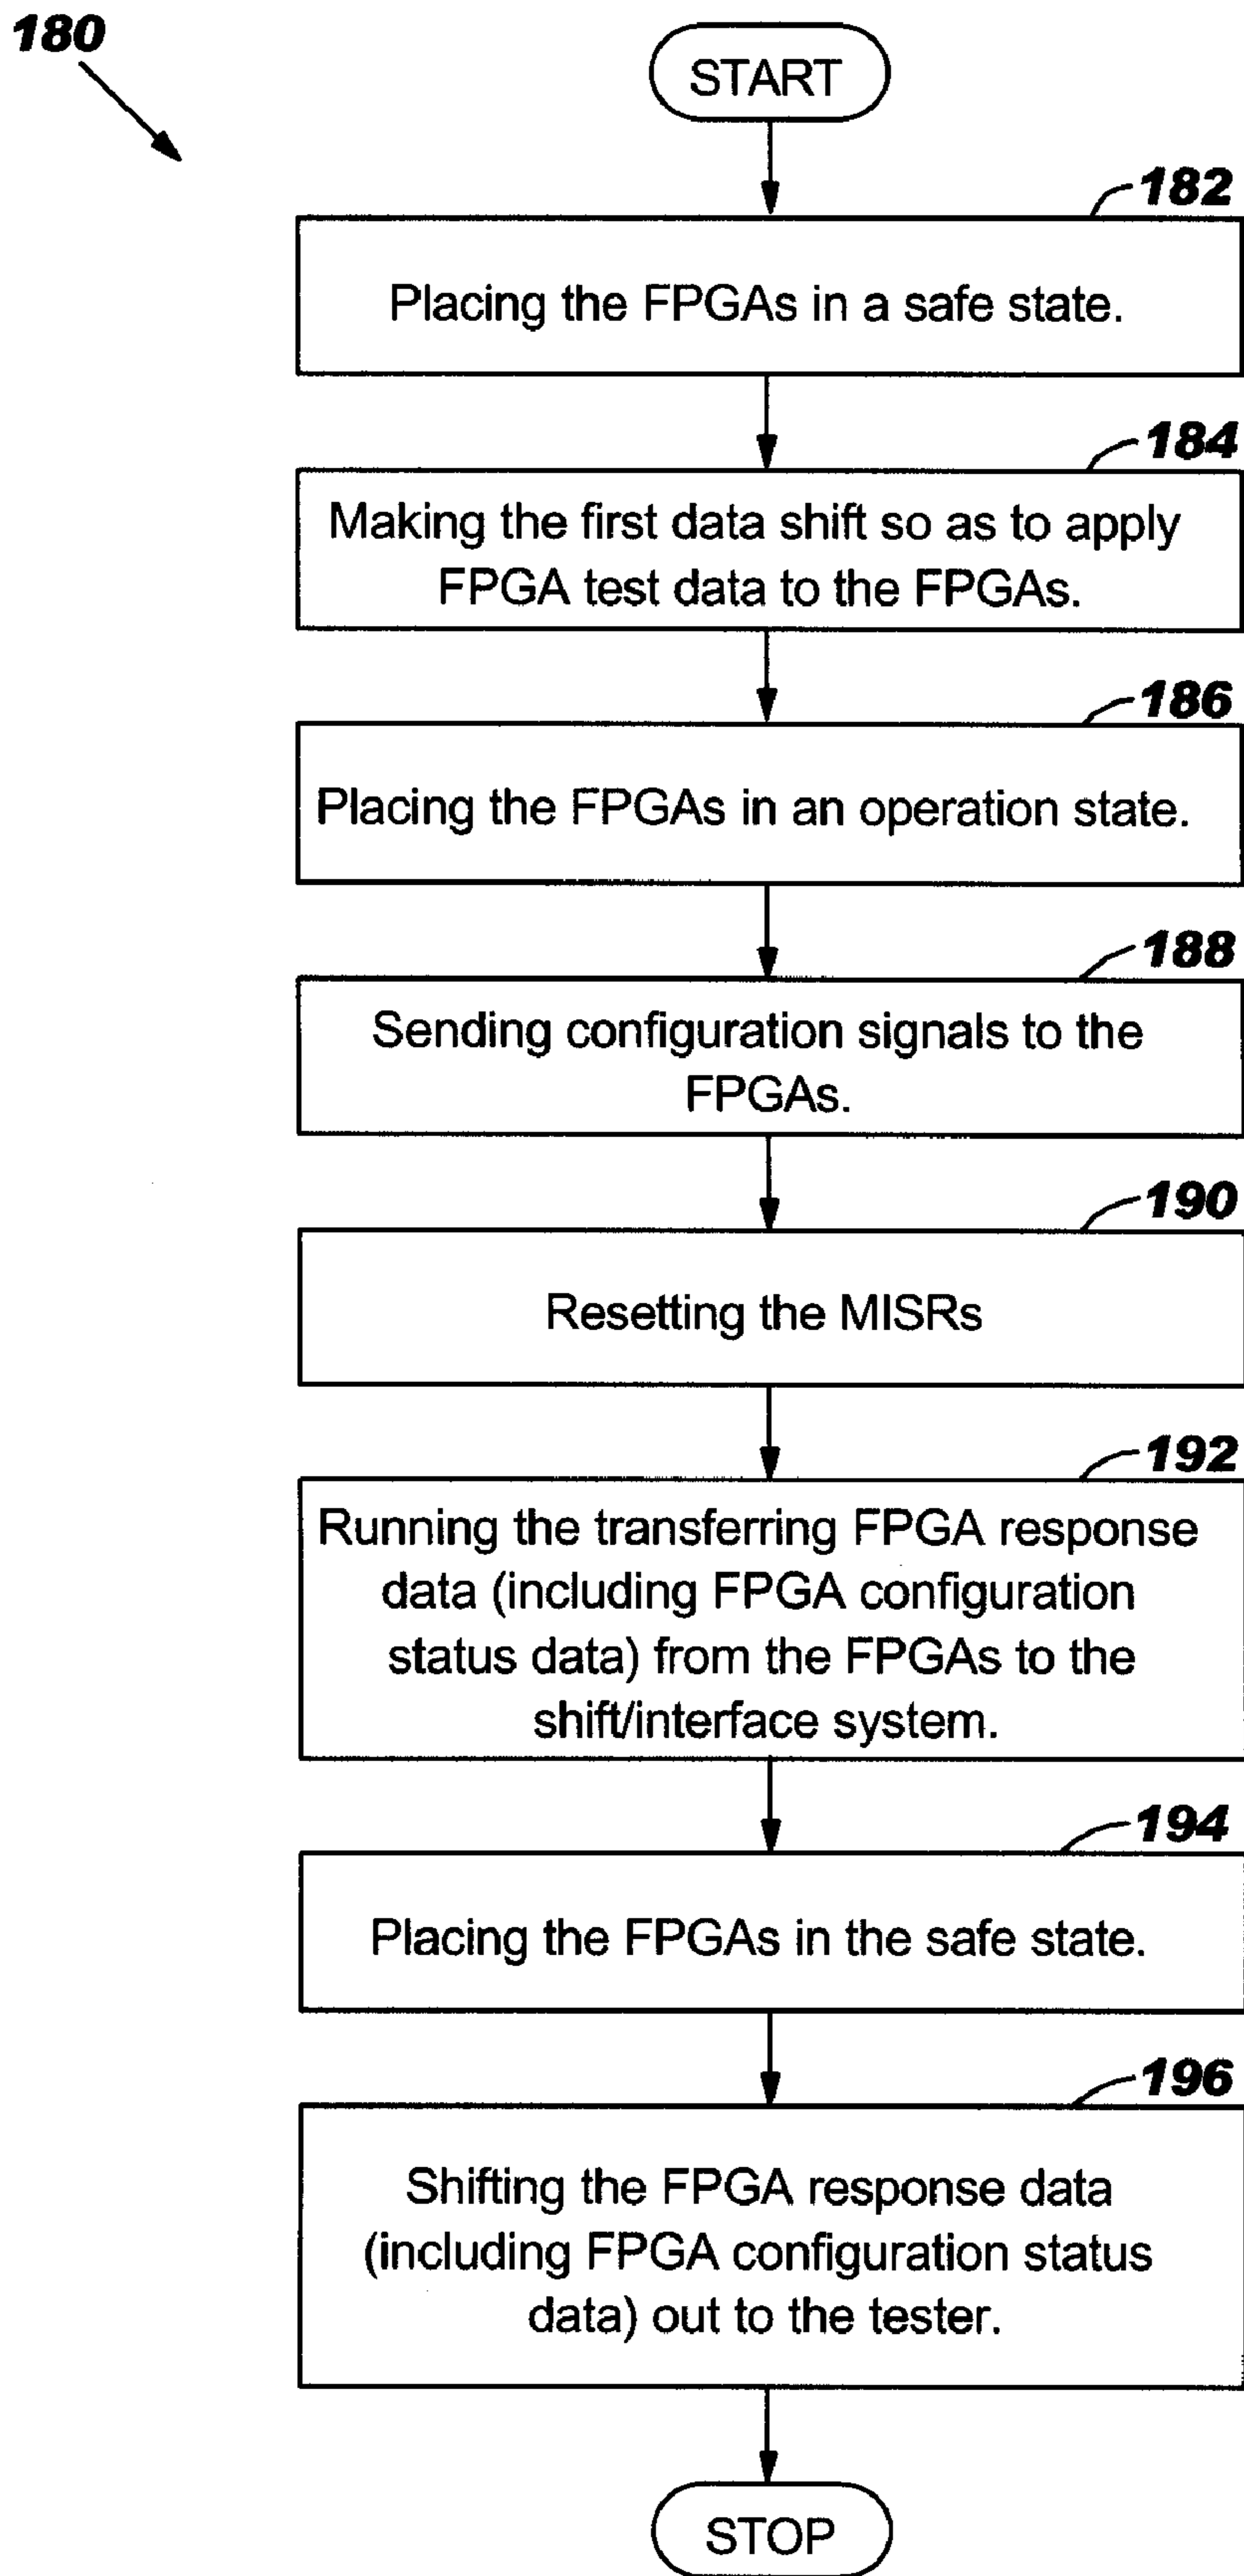 180
START
182
Placing the FPGAs in a safe state.
184
Making the first data shift so as to apply
FPGA test data to the FPGAs.
186
Placing the FPGAs in an operation state.
188
Sending configuration signals to the
FPGAs.
190
Resetting the MISRs
192
Running the transferring FPGA response
data (including FPGA configuration
status data) from the FPGAs to the
shift/interface system.
194
Placing the FPGAs in the safe state.
196
Shifting the FPGA response data
(including FPGA configuration status
data) out to the tester.
STOP